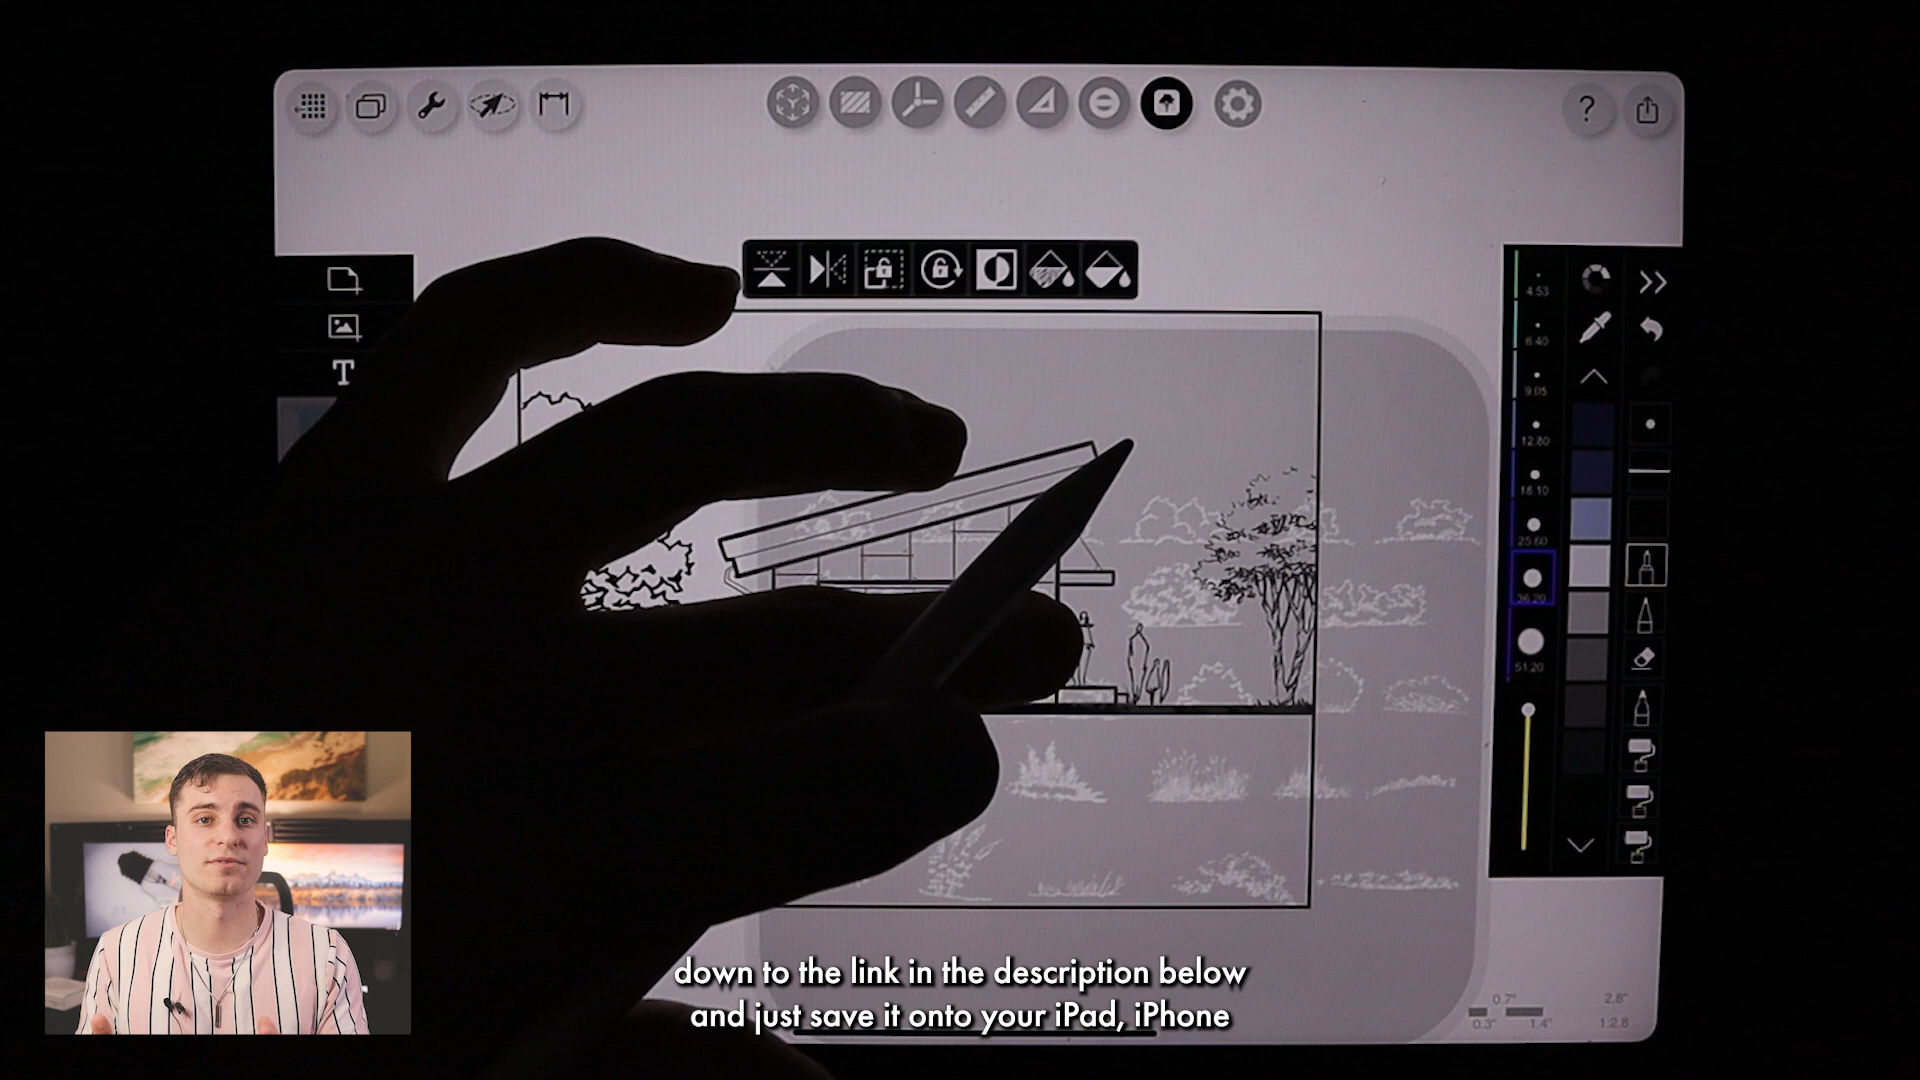 ?
T
4.53
6.40
9.05
12.80
18.10
25.60
36.20
51.20
0.7" 2.8"
0.3" 1.4" 1:2.8
down to the link in the description below
and just save it onto your iPad, iPhone